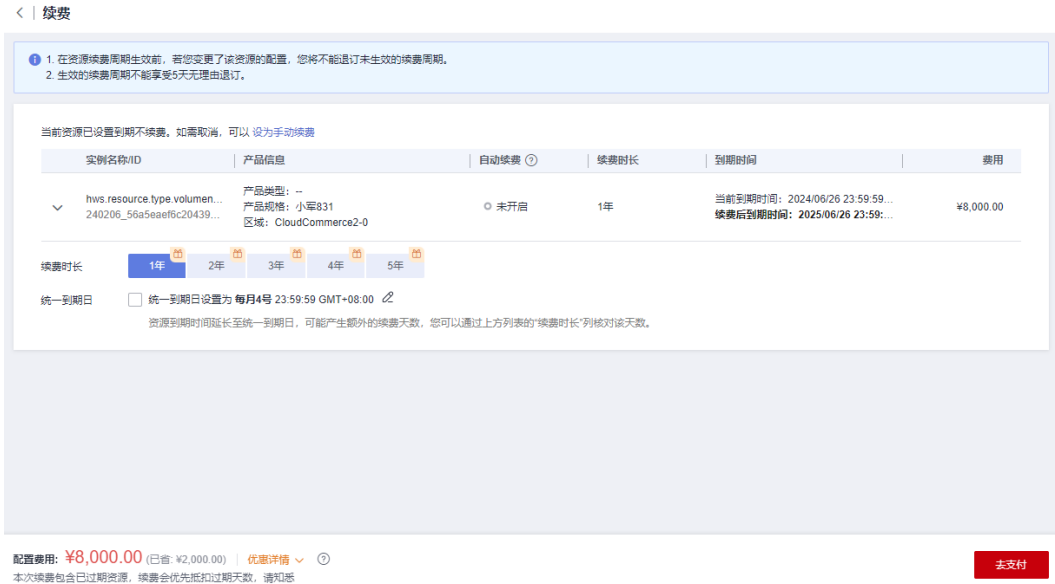 续费
1. 在资源续费周期生效前，若您变更了该资源的配置，您将不能退订未生效的续费周期。
2. 生效的续费周期不能享受5天无理由退订。
当前资源已设置到期不续费。如需取消，可以 设为手动续费
实例名称/ID 产品信息 自动续费 续费时长 到期时间 费用
hws.resource.type.volumen...
240206_56a5eaef6c20439...
产品类型： --
产品规格：小军831
区域：CloudCommerce2-0
未开启
1年
当前到期时间：2024/06/26 23:59:59...
续费后到期时间：2025/06/26 23:59:...
¥8,000.00
续费时长 1年 2年 3年 4年 5年
统一到期日 统一到期日设置为 每月4号 23:59:59 GMT+08:00
资源到期时间延长至统一到期日，可能产生额外的续费天数，您可以通过上方列表的“续费时长”列核对该天数。
配置费用: ¥8,000.00 (已省: ¥2,000.00) 优惠详情
本次续费包含已过期资源，续费会优先抵扣过期天数，请知悉
去支付